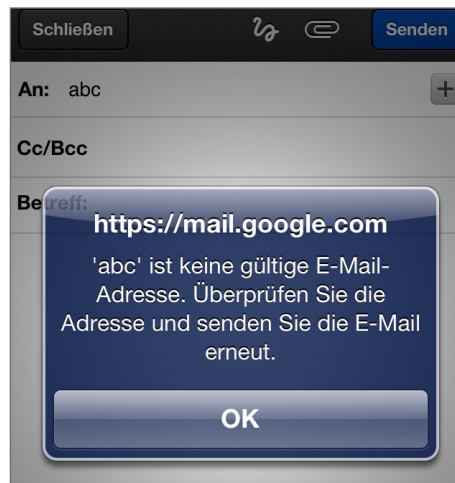 Schließen Senden
An: abc +
Cc/Bcc
Betreff:
https://mail.google.com
'abc' ist keine gültige E-Mail-
Adresse. Überprüfen Sie die
Adresse und senden Sie die E-Mail
erneut.
OK